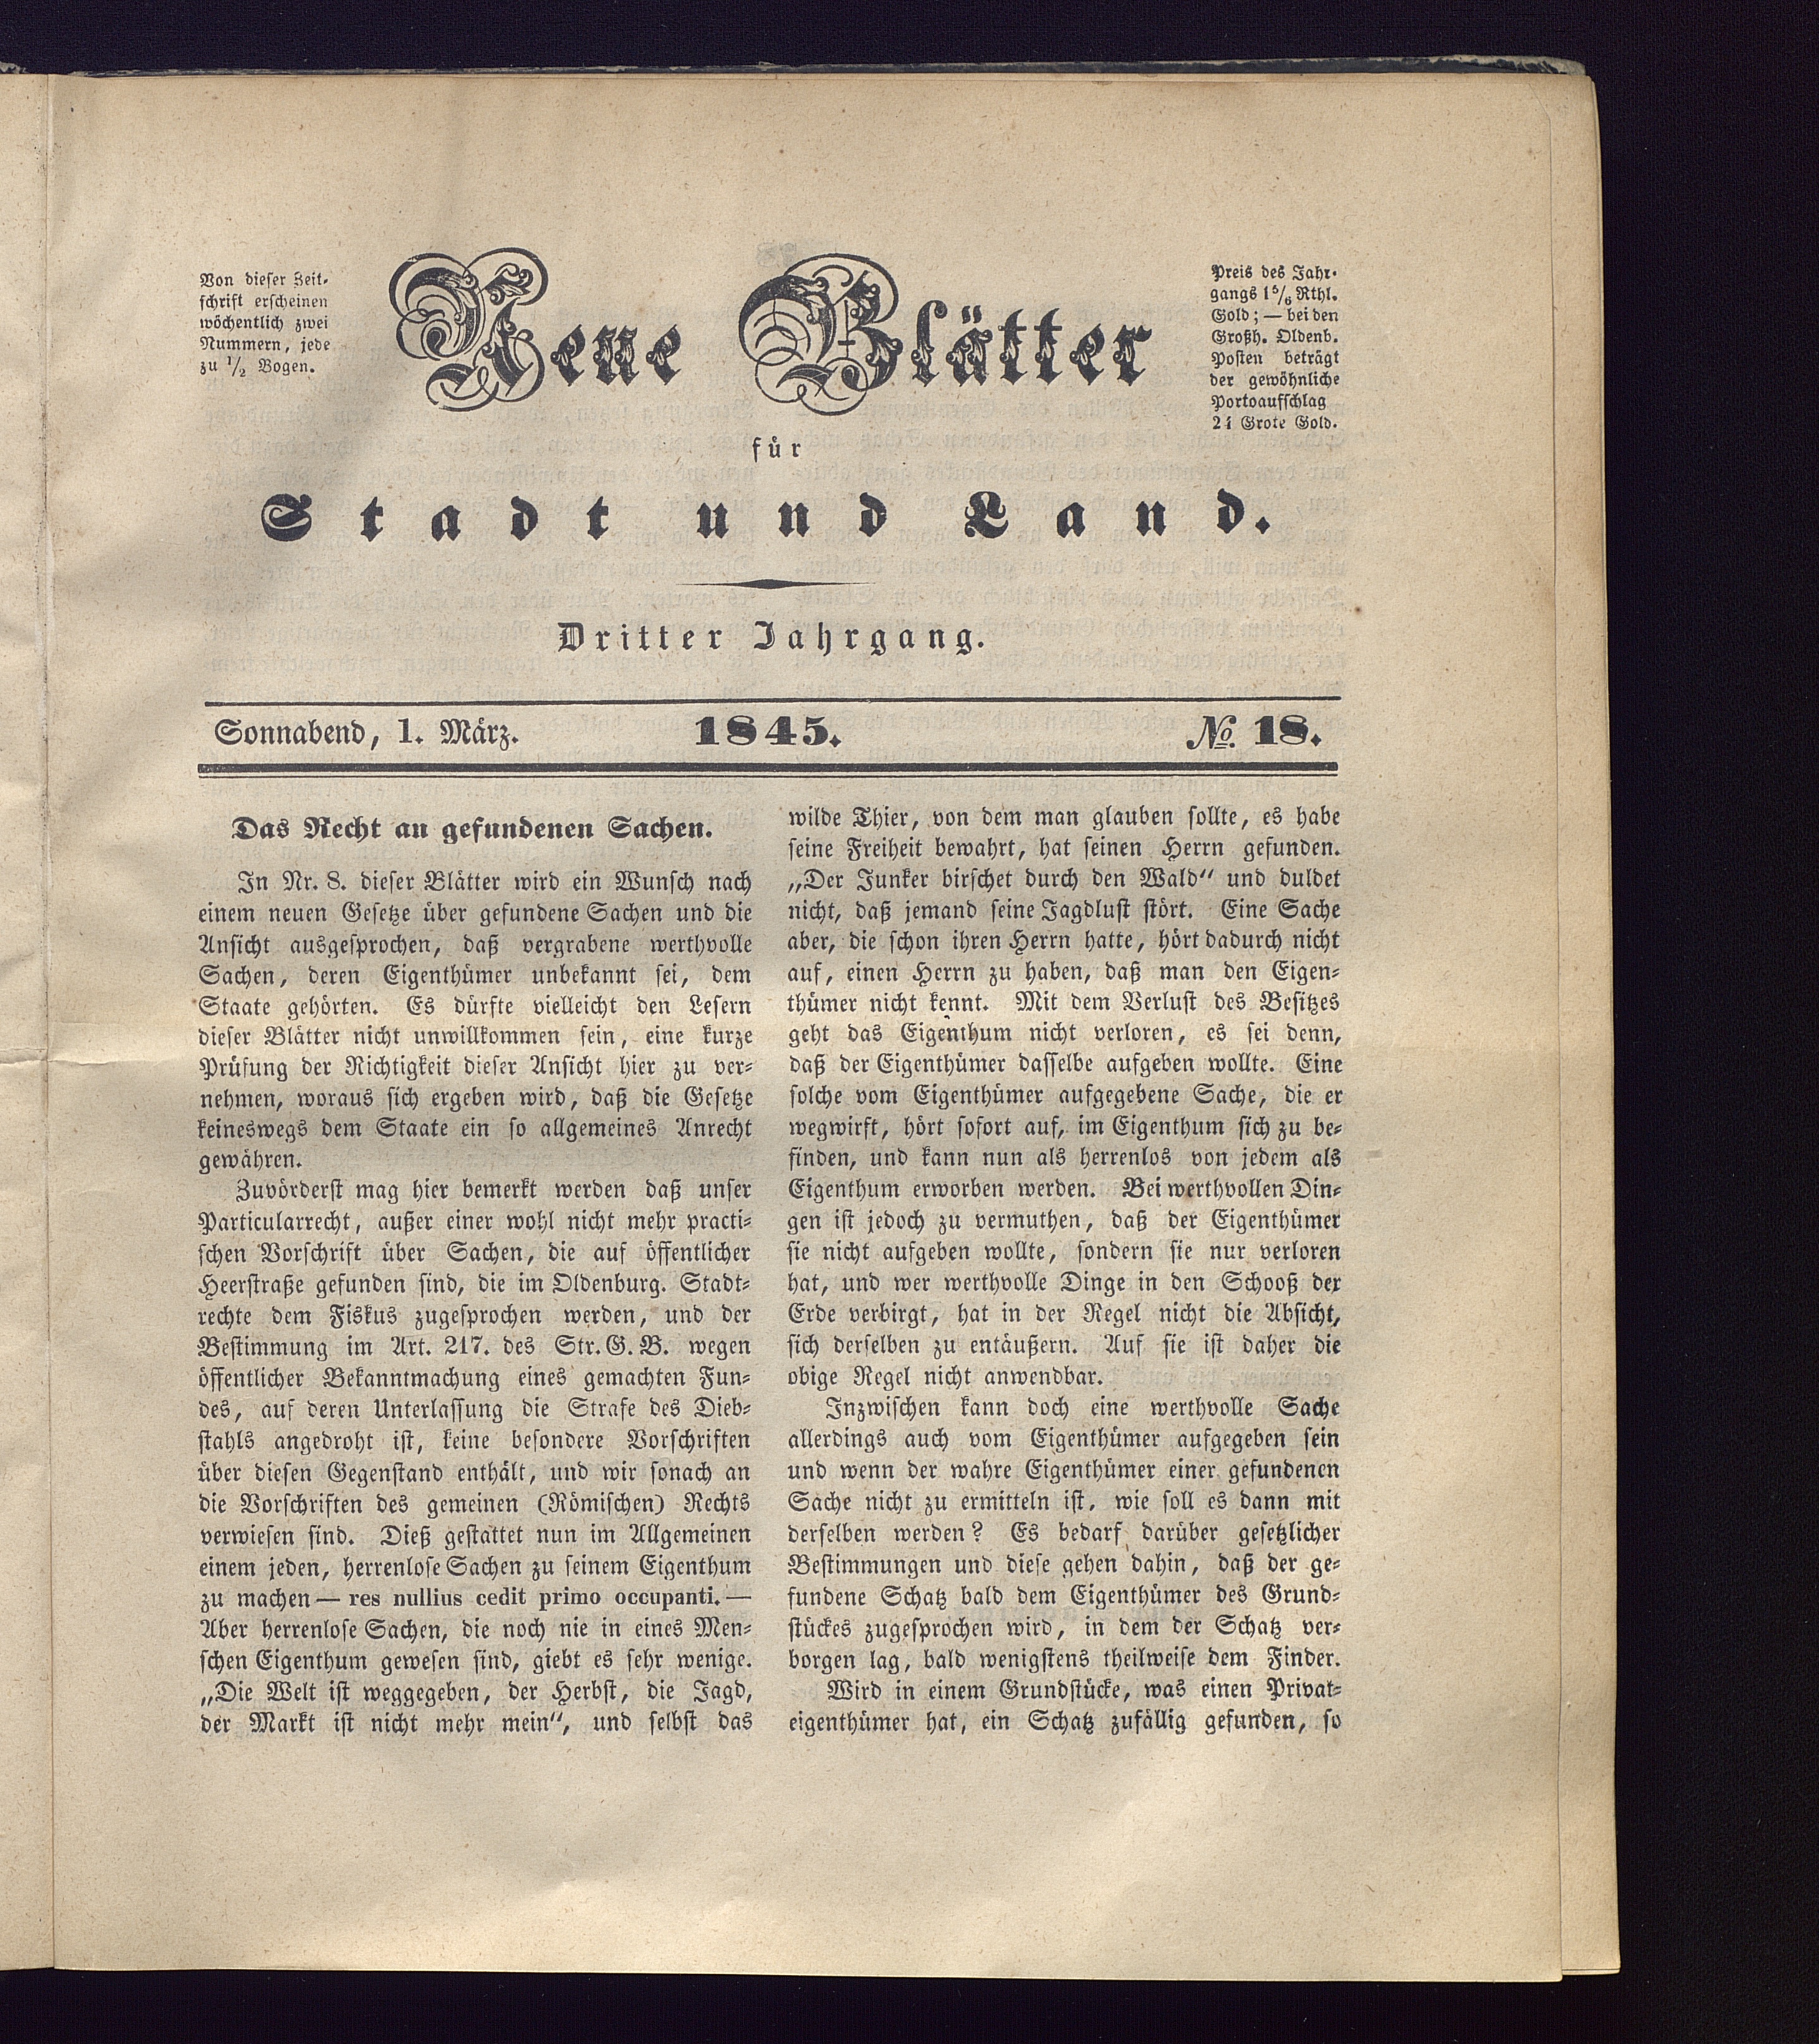 Von dieser Zeit-
schrift erscheinen
wöchentlich zwei
Nummern, jede
zu 1/2 Bogen.
Neue Blätter
Preis des Jahr-
gangs 1 5/6 Rthl.
Gold; — bei den
Großh. Oldenb.
Posten beträgt
der gewöhnliche
Portoaufschlag
24 Grote Gold.
für
Stadt und Land.
Dritter Jahrgang.
Sonnabend, 1. März. 1845. № 18.
Das Recht an gefundenen Sachen.
In Nr. 8. dieser Blätter wird ein Wunsch nach
einem neuen Gesetze über gefundene Sachen und die
Ansicht ausgesprochen, daß vergrabene werthvolle
Sachen, deren Eigenthümer unbekannt sei, dem
Staate gehörten. Es dürfte vielleicht den Lesern
dieser Blätter nicht unwillkommen sein, eine kurze
Prüfung der Richtigkeit dieser Ansicht hier zu ver-
nehmen, woraus sich ergeben wird, daß die Gesetze
keineswegs dem Staate ein so allgemeines Anrecht
gewähren.
Zuvörderst mag hier bemerkt werden daß unser
Particularrecht, außer einer wohl nicht mehr practi-
schen Vorschrift über Sachen, die auf öffentlicher
Heerstraße gefunden sind, die im Oldenburg. Stadt-
rechte dem Fiskus zugesprochen werden, und der
Bestimmung im Art. 217. des Str. G. B. wegen
öffentlicher Bekanntmachung eines gemachten Fun-
des, auf deren Unterlassung die Strafe des Dieb-
stahls angedroht ist, keine besondere Vorschriften
über diesen Gegenstand enthält, und wir sonach an
die Vorschriften des gemeinen (Römischen) Rechts
verwiesen sind. Dieß gestattet nun im Allgemeinen
einem jeden, herrenlose Sachen zu seinem Eigenthum
zu machen — res nullius cedit primo occupanti. —
Aber herrenlose Sachen, die noch nie in eines Men-
schen Eigenthum gewesen sind, giebt es sehr wenige.
„Die Welt ist weggegeben, der Herbst, die Jagd,
der Markt ist nicht mehr mein“, und selbst das
wilde Thier, von dem man glauben sollte, es habe
seine Freiheit bewahrt, hat seinen Herrn gefunden.
„Der Junker birschet durch den Wald“ und duldet
nicht, daß jemand seine Jagdlust stört. Eine Sache
aber, die schon ihren Herrn hatte, hört dadurch nicht
auf, einen Herrn zu haben, daß man den Eigen-
thümer nicht kennt. Mit dem Verlust des Besitzes
geht das Eigenthum nicht verloren, es sei denn,
daß der Eigenthümer dasselbe aufgeben wollte. Eine
solche vom Eigenthümer aufgegebene Sache, die er
wegwirft, hört sofort auf, im Eigenthum sich zu be-
finden, und kann nun als herrenlos von jedem als
Eigenthum erworben werden. Bei werthvollen Din-
gen ist jedoch zu vermuthen, daß der Eigenthümer
sie nicht aufgeben wollte, sondern sie nur verloren
hat, und wer werthvolle Dinge in den Schooß der
Erde verbirgt, hat in der Regel nicht die Absicht,
sich derselben zu entäußern. Auf sie ist daher die
obige Regel nicht anwendbar.
Inzwischen kann doch eine werthvolle Sache
allerdings auch vom Eigenthümer aufgegeben sein
und wenn der wahre Eigenthümer einer gefundenen
Sache nicht zu ermitteln ist, wie soll es dann mit
derselben werden? Es bedarf darüber gesetzlicher
Bestimmungen und diese gehen dahin, daß der ge-
fundene Schatz bald dem Eigenthümer des Grund-
stückes zugesprochen wird, in dem der Schatz ver-
borgen lag, bald wenigstens theilweise dem Finder.
Wird in einem Grundstücke, was einen Privat-
eigenthümer hat, ein Schatz zufällig gefunden, so